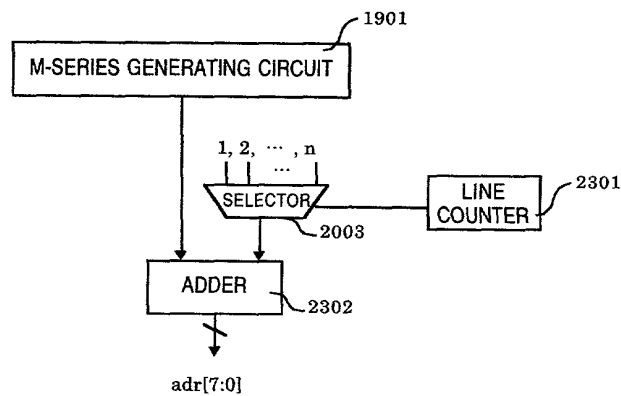 1901
M-SERIES GENERATING CIRCUIT
1, 2, ··· , n
···
SELECTOR
2003
LINE
COUNTER
2301
ADDER
2302
adr[7:0]